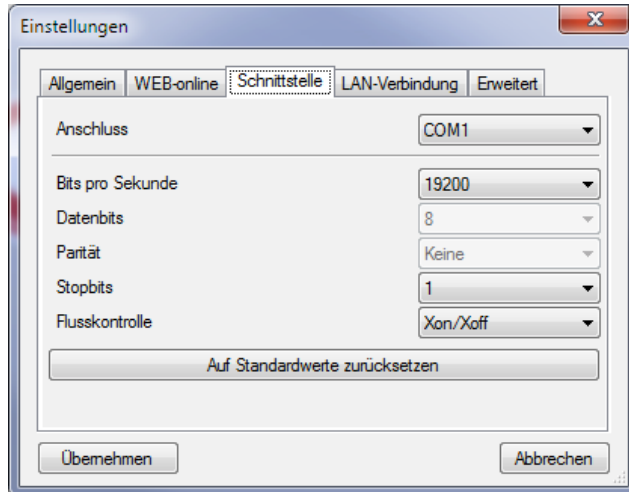 Einstellungen
Allgemein WEB-online Schnittstelle LAN-Verbindung Erweitert
Anschluss COM1
Bits pro Sekunde 19200
Datenbits 8
Parität Keine
Stopbits 1
Flusskontrolle Xon/Xoff
Auf Standardwerte zurücksetzen
Übernehmen Abbrechen